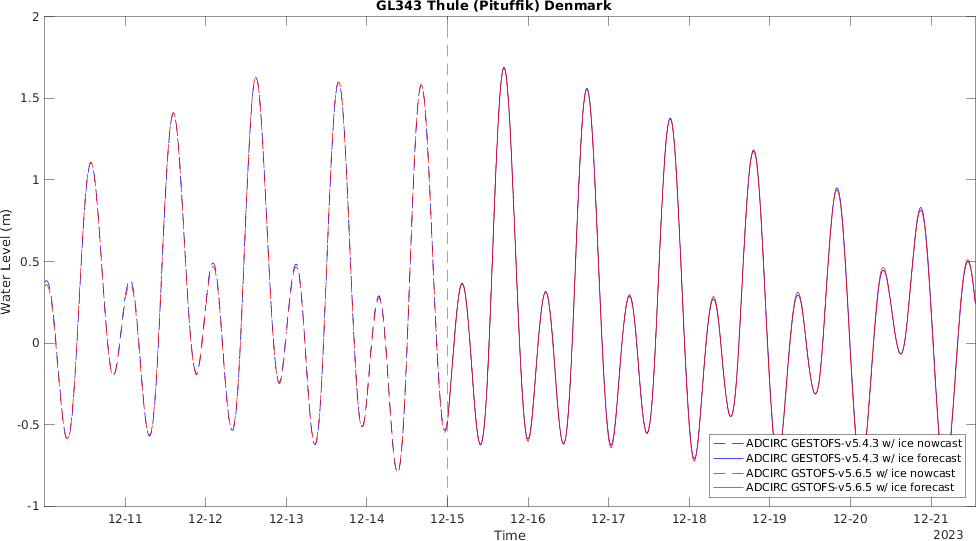 GL343 Thule (Pituffik) Denmark
2
1.5
1
0.5
0
-0.5
-1
Water Level (m)
ADCIRC GESTOFS-v5.4.3 w/ ice nowcast
ADCIRC GESTOFS-v5.4.3 w/ ice forecast
ADCIRC GSTOFS-v5.6.5 w/ ice nowcast
ADCIRC GSTOFS-v5.6.5 w/ ice forecast
12-11 12-12 12-13 12-14 12-15 12-16 12-17 12-18 12-19 12-20 12-21
Time 2023